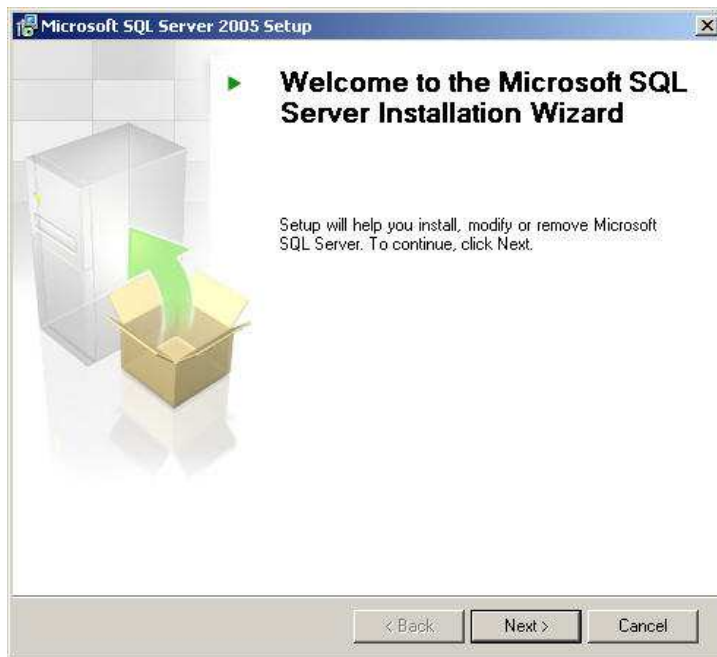 Microsoft SQL Server 2005 Setup
Welcome to the Microsoft SQL
Server Installation Wizard
Setup will help you install, modify or remove Microsoft
SQL Server. To continue, click Next.
< Back
Next >
Cancel